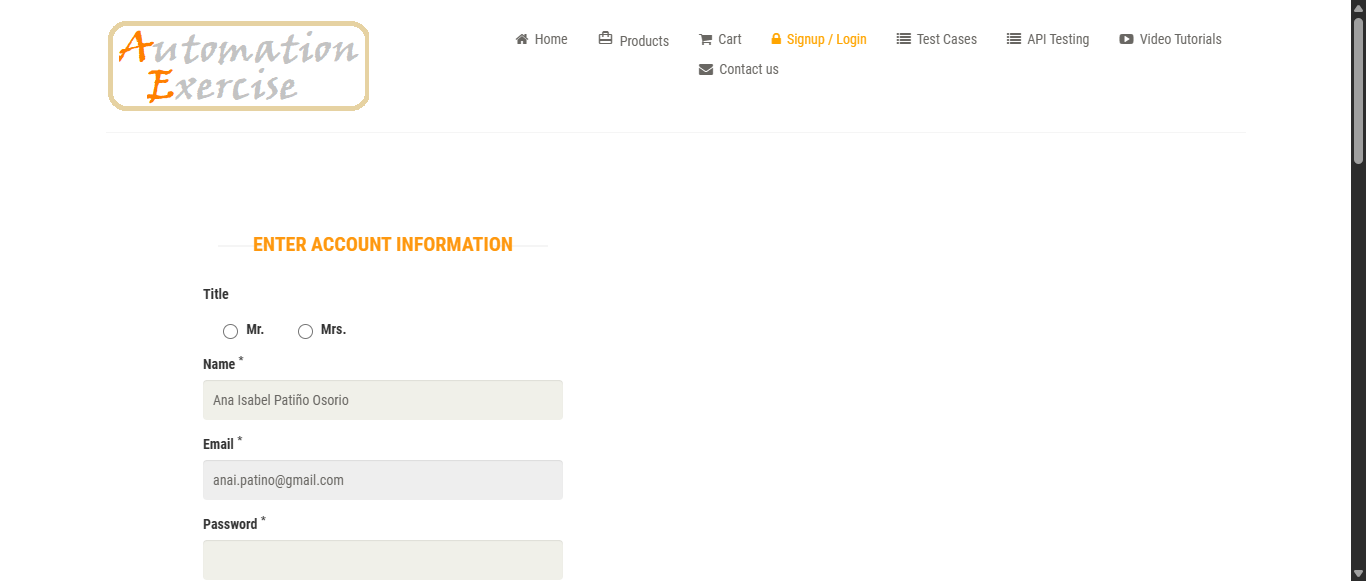 Automation
Exercise
Home
Products
Cart
Signup / Login
Test Cases
API Testing
Video Tutorials
Contact us
ENTER ACCOUNT INFORMATION
Title
Mr.
Mrs.
Name *
Ana Isabel Patiño Osorio
Email *
anai.patino@gmail.com
Password *